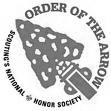 ORDER OF THE ARROW
SCOUTING'S NATIONAL HONOR SOCIETY